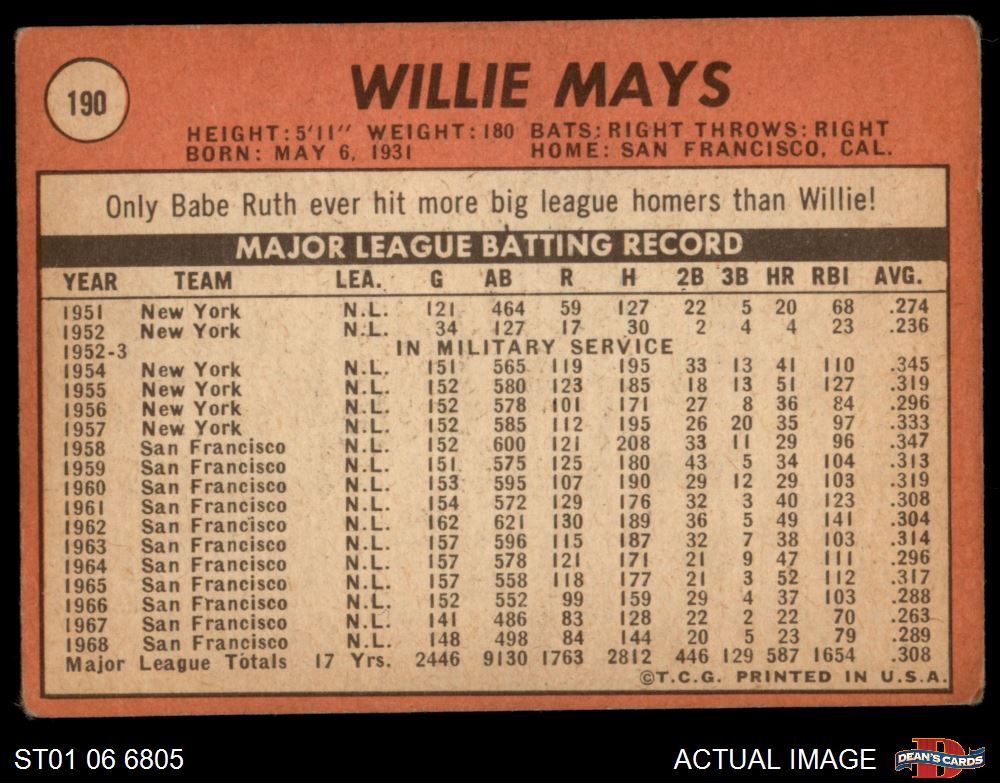 190
WILLIE MAYS
HEIGHT: 5'11" WEIGHT: 180 BATS: RIGHT THROWS: RIGHT
BORN: MAY 6, 1931 HOME: SAN FRANCISCO, CAL.
Only Babe Ruth ever hit more big league homers than Willie!
MAJOR LEAGUE BATTING RECORD
YEAR TEAM LEA. G AB R H 2B 3B HR RBI AVG.
1951 New York N.L. 121 464 59 127 22 5 20 68 .274
1952 New York N.L. 34 127 17 30 2 4 4 23 .236
1952-3 IN MILITARY SERVICE
1954 New York N.L. 151 565 119 195 33 13 41 110 .345
1955 New York N.L. 152 580 123 185 18 13 51 127 .319
1956 New York N.L. 152 578 101 171 27 8 36 84 .296
1957 New York N.L. 152 585 112 195 26 20 35 97 .333
1958 San Francisco N.L. 152 600 121 208 33 11 29 96 .347
1959 San Francisco N.L. 151 575 125 180 43 5 34 104 .313
1960 San Francisco N.L. 153 595 107 190 29 12 29 103 .319
1961 San Francisco N.L. 154 572 129 176 32 3 40 123 .308
1962 San Francisco N.L. 162 621 130 189 36 5 49 141 .304
1963 San Francisco N.L. 157 596 115 187 32 7 38 103 .314
1964 San Francisco N.L. 157 578 121 171 21 9 47 111 .296
1965 San Francisco N.L. 157 558 118 177 21 3 52 112 .317
1966 San Francisco N.L. 152 552 99 159 29 4 37 103 .288
1967 San Francisco N.L. 141 486 83 128 22 2 22 70 .263
1968 San Francisco N.L. 148 498 84 144 20 5 23 79 .289
Major League Totals 17 Yrs. 2446 9130 1763 2812 446 129 587 1654 .308
©T.C.G. PRINTED IN U.S.A.
ST01 06 6805 ACTUAL IMAGE D DEAN'S CARDS